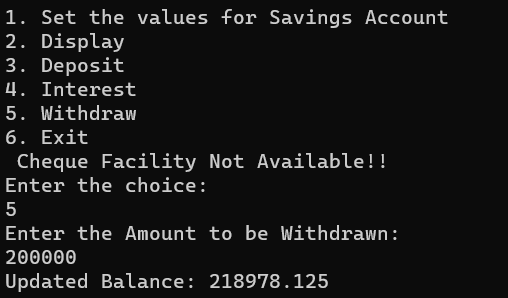 1. Set the values for Savings Account
2. Display
3. Deposit
4. Interest
5. Withdraw
6. Exit
 Cheque Facility Not Available!!
Enter the choice:
5
Enter the Amount to be Withdrawn:
200000
Updated Balance: 218978.125